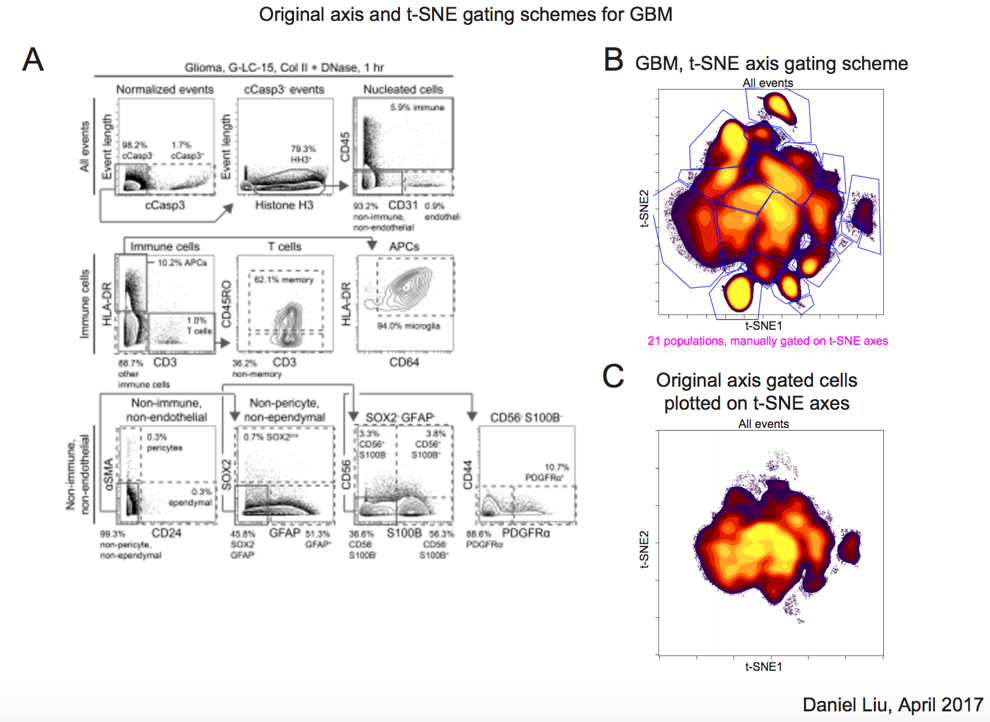 Original axis and t-SNE gating schemes for GBM
A
Glioma, G-LC-15, Col II + DNase, 1 hr
Normalized events
cCasp3⁻ events
Nucleated cells
All events
Event length
98.2%
cCasp3⁻
1.7%
cCasp3⁺
cCasp3
Event length
79.3%
HH3⁺
Histone H3
CD45
5.9% immune
93.2%
non-immune,
non-endothelial
CD31
0.9%
endotheli
Immune cells
T cells
APCs
Immune cells
HLA-DR
10.2% APCs
1.0%
T cells
88.7%
other
immune cells
CD3
CD45RO
62.1% memory
36.2%
non-memory
CD3
HLA-DR
94.0% microglia
CD64
Non-immune,
non-endothelial
Non-pericyte,
non-ependymal
SOX2⁻GFAP⁻
CD56⁻S100B⁻
Non-immune,
non-endothelial
αSMA
0.3%
pericytes
0.3%
ependymal
99.3%
non-pericyte,
non-ependymal
CD24
SOX2
0.7% SOX2ᵖᵒˢ
45.8%
SOX2⁻
GFAP⁻
GFAP
51.3%
GFAP⁺
CD56
3.3%
CD56⁺
S100B⁻
3.8%
CD56⁺
S100B⁺
36.6%
CD56⁻
S100B⁻
S100B
56.3%
CD56⁻
S100B⁺
CD44
10.7%
PDGFRα⁺
88.6%
PDGFRα⁻
PDGFRα
B
GBM, t-SNE axis gating scheme
All events
t-SNE2
t-SNE1
21 populations, manually gated on t-SNE axes
C
Original axis gated cells
plotted on t-SNE axes
All events
t-SNE2
t-SNE1
Daniel Liu, April 2017